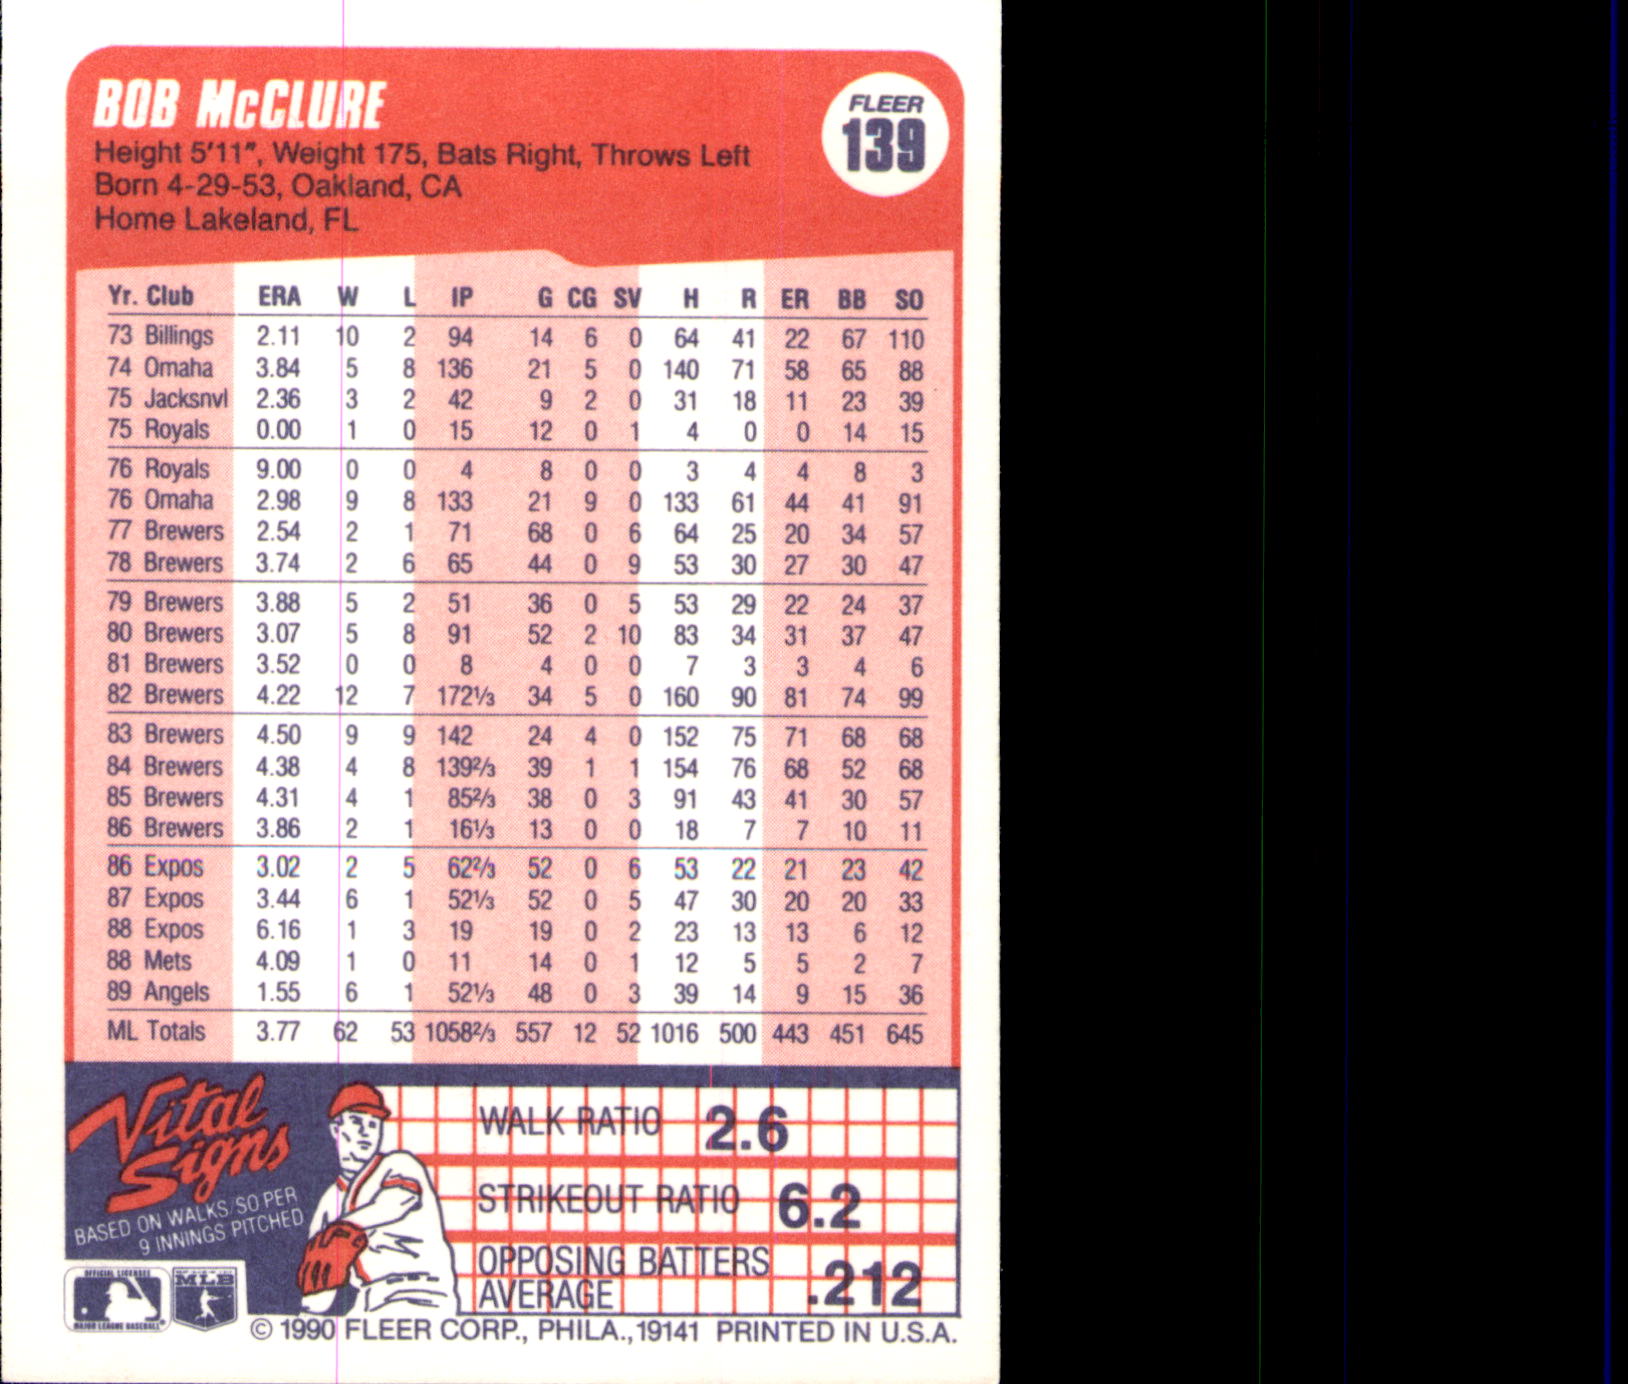 BOB McCLURE
FLEER
139
Height 5'11", Weight 175, Bats Right, Throws Left
Born 4-29-53, Oakland, CA
Home Lakeland, FL
Yr. Club ERA W L IP G CG SV H R ER BB SO
73 Billings 2.11 10 2 94 14 6 0 64 41 22 67 110
74 Omaha 3.84 5 8 136 21 5 0 140 71 58 65 88
75 Jacksnvl 2.36 3 2 42 9 2 0 31 18 11 23 39
75 Royals 0.00 1 0 15 12 0 1 4 0 0 14 15
76 Royals 9.00 0 0 4 8 0 0 3 4 4 8 3
76 Omaha 2.98 9 8 133 21 9 0 133 61 44 41 91
77 Brewers 2.54 2 1 71 68 0 6 64 25 20 34 57
78 Brewers 3.74 2 6 65 44 0 9 53 30 27 30 47
79 Brewers 3.88 5 2 51 36 0 5 53 29 22 24 37
80 Brewers 3.07 5 8 91 52 2 10 83 34 31 37 47
81 Brewers 3.52 0 0 8 4 0 0 7 3 3 4 6
82 Brewers 4.22 12 7 172⅓ 34 5 0 160 90 81 74 99
83 Brewers 4.50 9 9 142 24 4 0 152 75 71 68 68
84 Brewers 4.38 4 8 139⅔ 39 1 1 154 76 68 52 68
85 Brewers 4.31 4 1 85⅔ 38 0 3 91 43 41 30 57
86 Brewers 3.86 2 1 16⅓ 13 0 0 18 7 7 10 11
86 Expos 3.02 2 5 62⅔ 52 0 6 53 22 21 23 42
87 Expos 3.44 6 1 52⅓ 52 0 5 47 30 20 20 33
88 Expos 6.16 1 3 19 19 0 2 23 13 13 6 12
88 Mets 4.09 1 0 11 14 0 1 12 5 5 2 7
89 Angels 1.55 6 1 52⅓ 48 0 3 39 14 9 15 36
ML Totals 3.77 62 53 1058⅔ 557 12 52 1016 500 443 451 645
Vital
Signs
BASED ON WALKS/SO PER
9 INNINGS PITCHED
WALK RATIO 2.6
STRIKEOUT RATIO 6.2
OPPOSING BATTERS
AVERAGE .212
OFFICIAL LICENSEE
MAJOR LEAGUE BASEBALL®
MLB
© 1990 FLEER CORP., PHILA., 19141 PRINTED IN U.S.A.